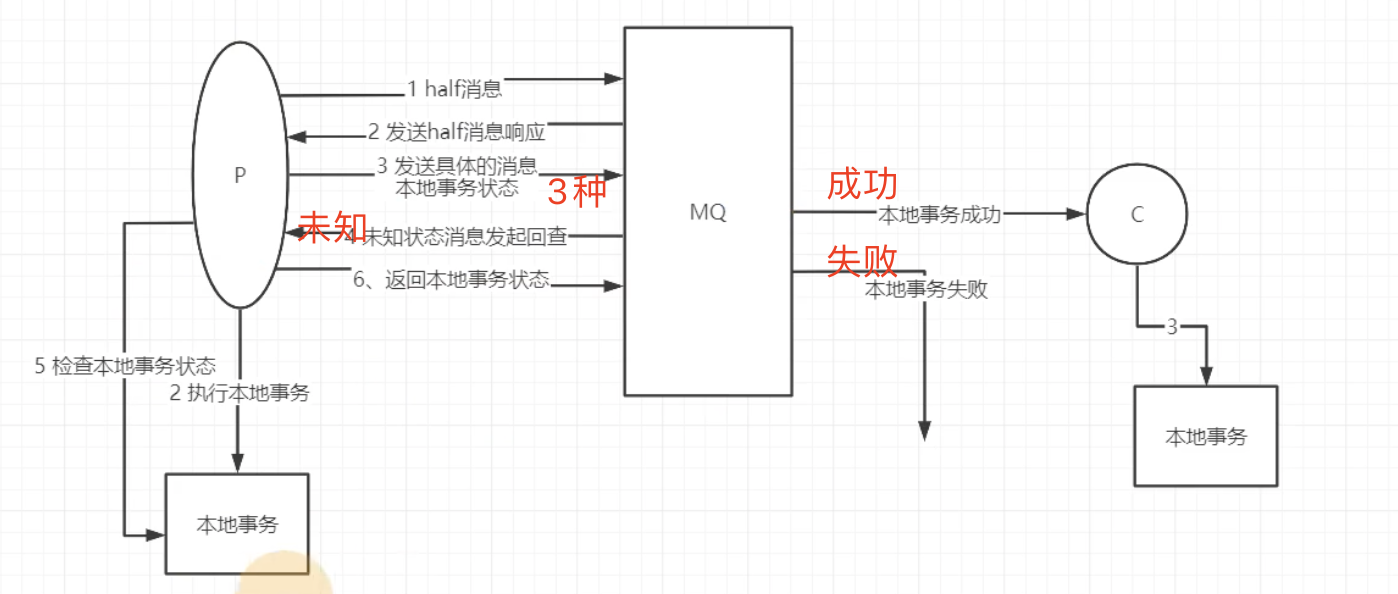 1 half消息
2 发送half消息响应
P
3 发送具体的消息
本地事务状态
3种
MQ
成功
本地事务成功
C
未知
4 未知状态消息发起回查
失败
6、返回本地事务状态
本地事务失败
3
5 检查本地事务状态
2 执行本地事务
本地事务
本地事务